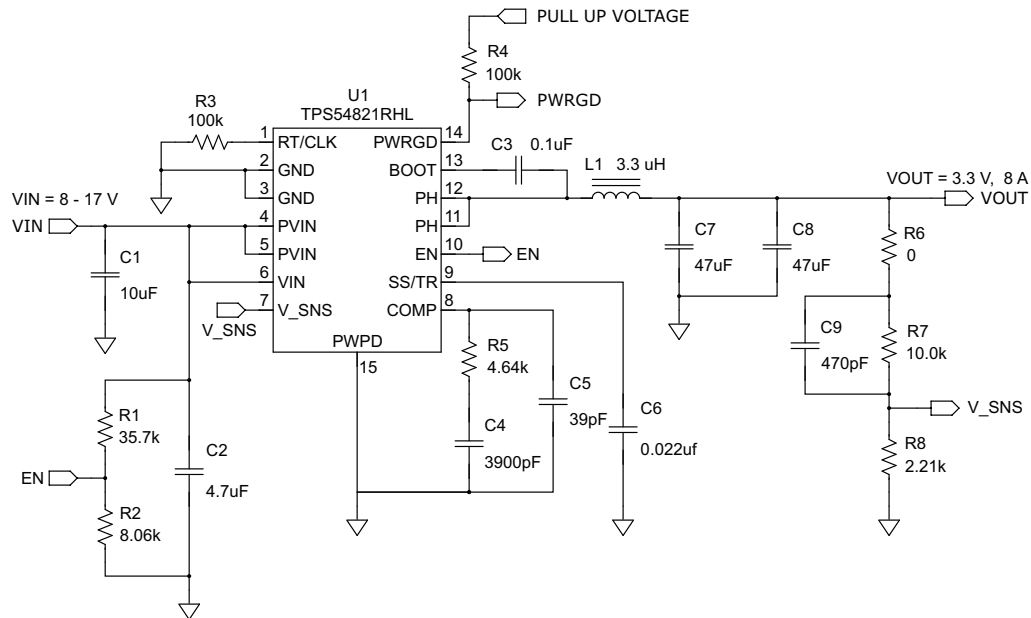 PULL UP VOLTAGE
R4
100k
PWRGD
U1
TPS54821RHL
R3
100k
1 RT/CLK
2 GND
3 GND
4 PVIN
5 PVIN
6 VIN
7 V_SNS
PWRGD 14
BOOT 13
PH 12
PH 11
EN 10
SS/TR 9
COMP 8
PWPD
15
C3 0.1uF
L1 3.3 uH
VOUT = 3.3 V, 8 A
VOUT
VIN = 8 - 17 V
VIN
C1
10uF
V_SNS
EN
C7
47uF
C8
47uF
R6
0
C9
470pF
R7
10.0k
V_SNS
R8
2.21k
R5
4.64k
C4
3900pF
C5
39pF
C6
0.022uf
R1
35.7k
EN
R2
8.06k
C2
4.7uF